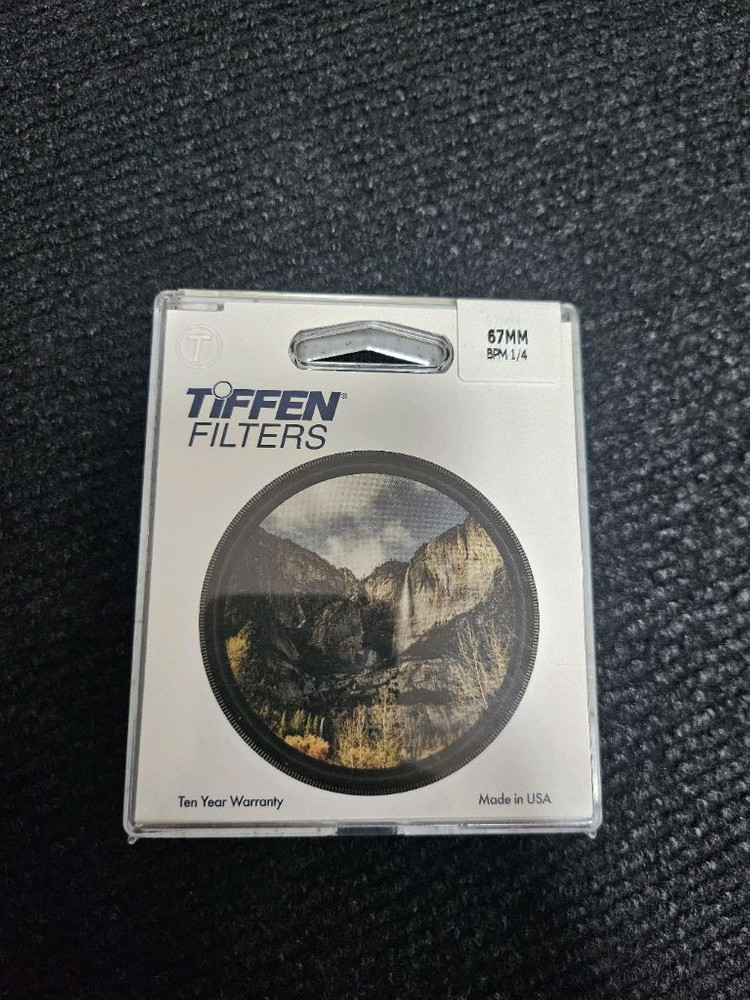 T
67MM
BPM 1/4
TiFFEN®
FILTERS
Ten Year Warranty
Made in USA